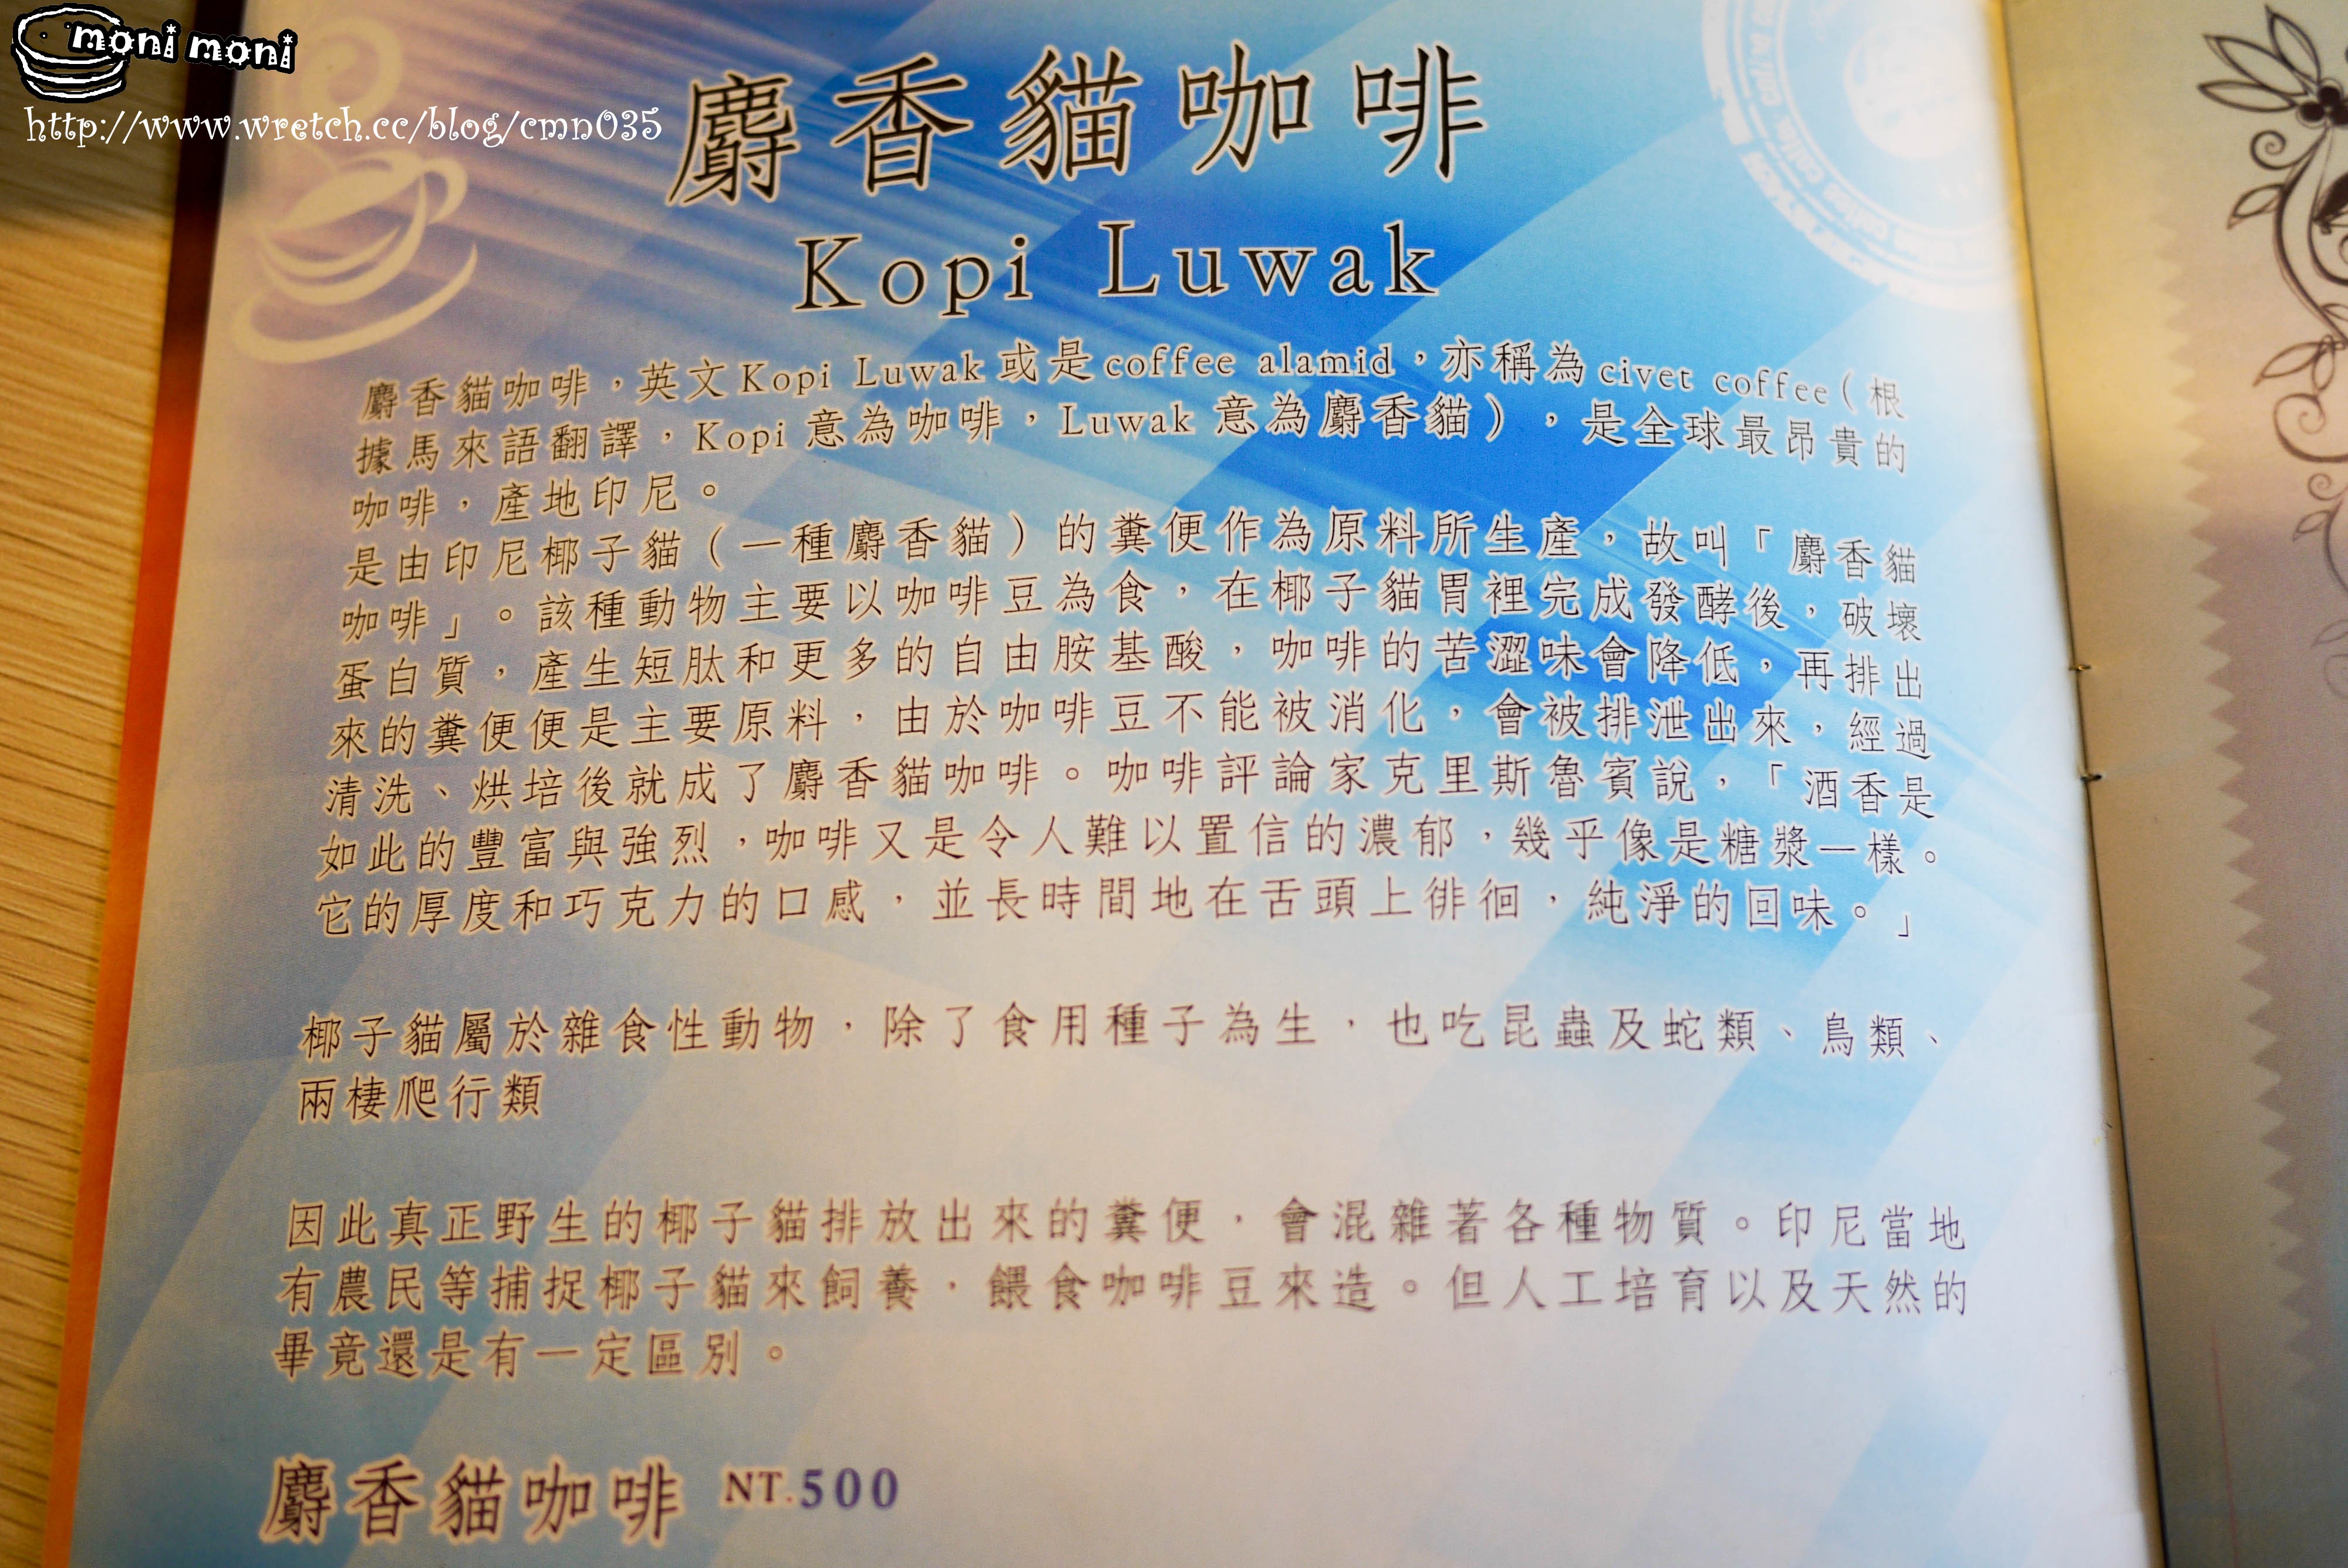 moni moni
http://www.wretch.cc/blog/cmn035
麝香貓咖啡
Kopi Luwak
麝香貓咖啡，英文Kopi Luwak或是coffee alamid，亦稱為civet coffee（根
據馬來語翻譯，Kopi 意為咖啡，Luwak 意為麝香貓），是全球最昂貴的
咖啡，產地印尼。
是由印尼椰子貓（一種麝香貓）的糞便作為原料所生產，故叫「麝香貓
咖啡」。該種動物主要以咖啡豆為食，在椰子貓胃裡完成發酵後，破壞
蛋白質，產生短肽和更多的自由胺基酸，咖啡的苦澀味會降低，再排出
來的糞便便是主要原料，由於咖啡豆不能被消化，會被排泄出來，經過
清洗、烘培後就成了麝香貓咖啡。咖啡評論家克里斯魯賓說，「酒香是
如此的豐富與強烈，咖啡又是令人難以置信的濃郁，幾乎像是糖漿一樣。
它的厚度和巧克力的口感，並長時間地在舌頭上徘徊，純淨的回味。」
椰子貓屬於雜食性動物，除了食用種子為生，也吃昆蟲及蛇類、鳥類、
兩棲爬行類
因此真正野生的椰子貓排放出來的糞便，會混雜著各種物質。印尼當地
有農民等捕捉椰子貓來飼養，餵食咖啡豆來造。但人工培育以及天然的
畢竟還是有一定區別。
麝香貓咖啡 NT.500